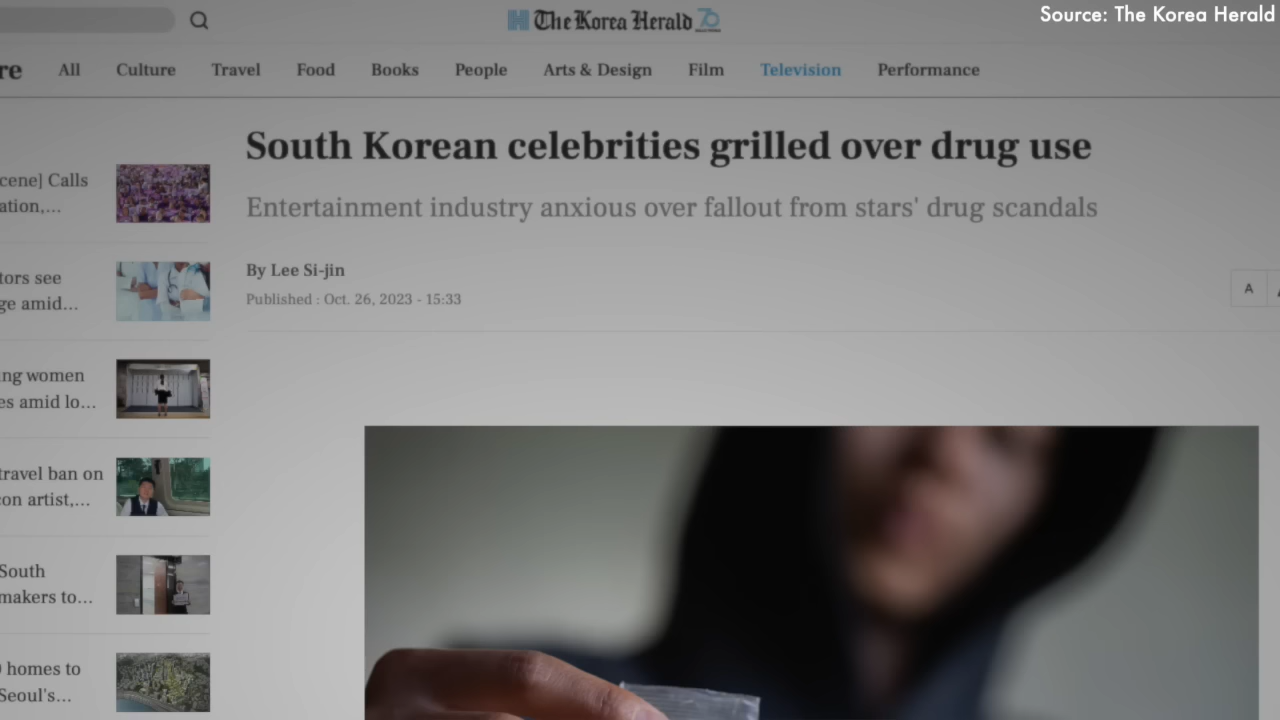 Source: The Korea Herald
The Korea Herald 70
re All Culture Travel Food Books People Arts & Design Film Television Performance
South Korean celebrities grilled over drug use
Entertainment industry anxious over fallout from stars' drug scandals
By Lee Si-jin
Published : Oct. 26, 2023 - 15:33
A
cene] Calls
ation,...
tors see
ge amid...
ing women
es amid lo...
travel ban on
con artist,...
South
makers to...
homes to
Seoul's...